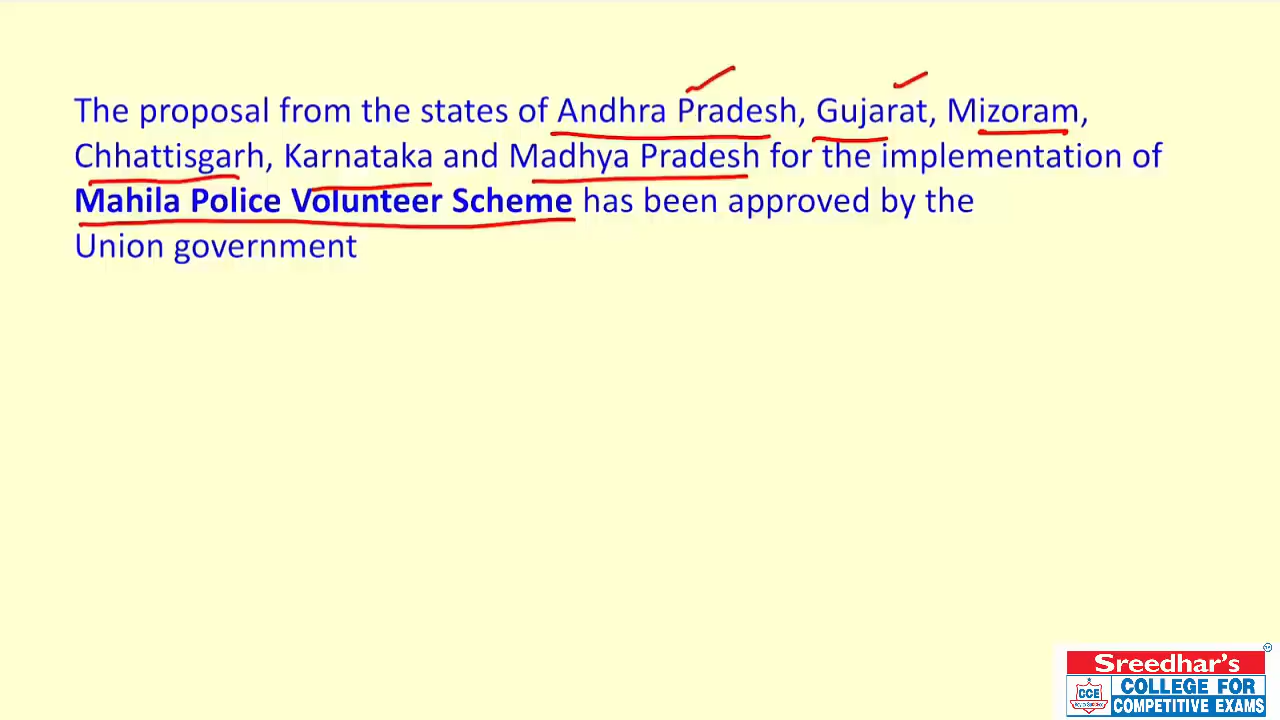 The proposal from the states of Andhra Pradesh, Gujarat, Mizoram,
Chhattisgarh, Karnataka and Madhya Pradesh for the implementation of
Mahila Police Volunteer Scheme has been approved by the
Union government
Sreedhar's
CCE
COLLEGE FOR
COMPETITIVE EXAMS